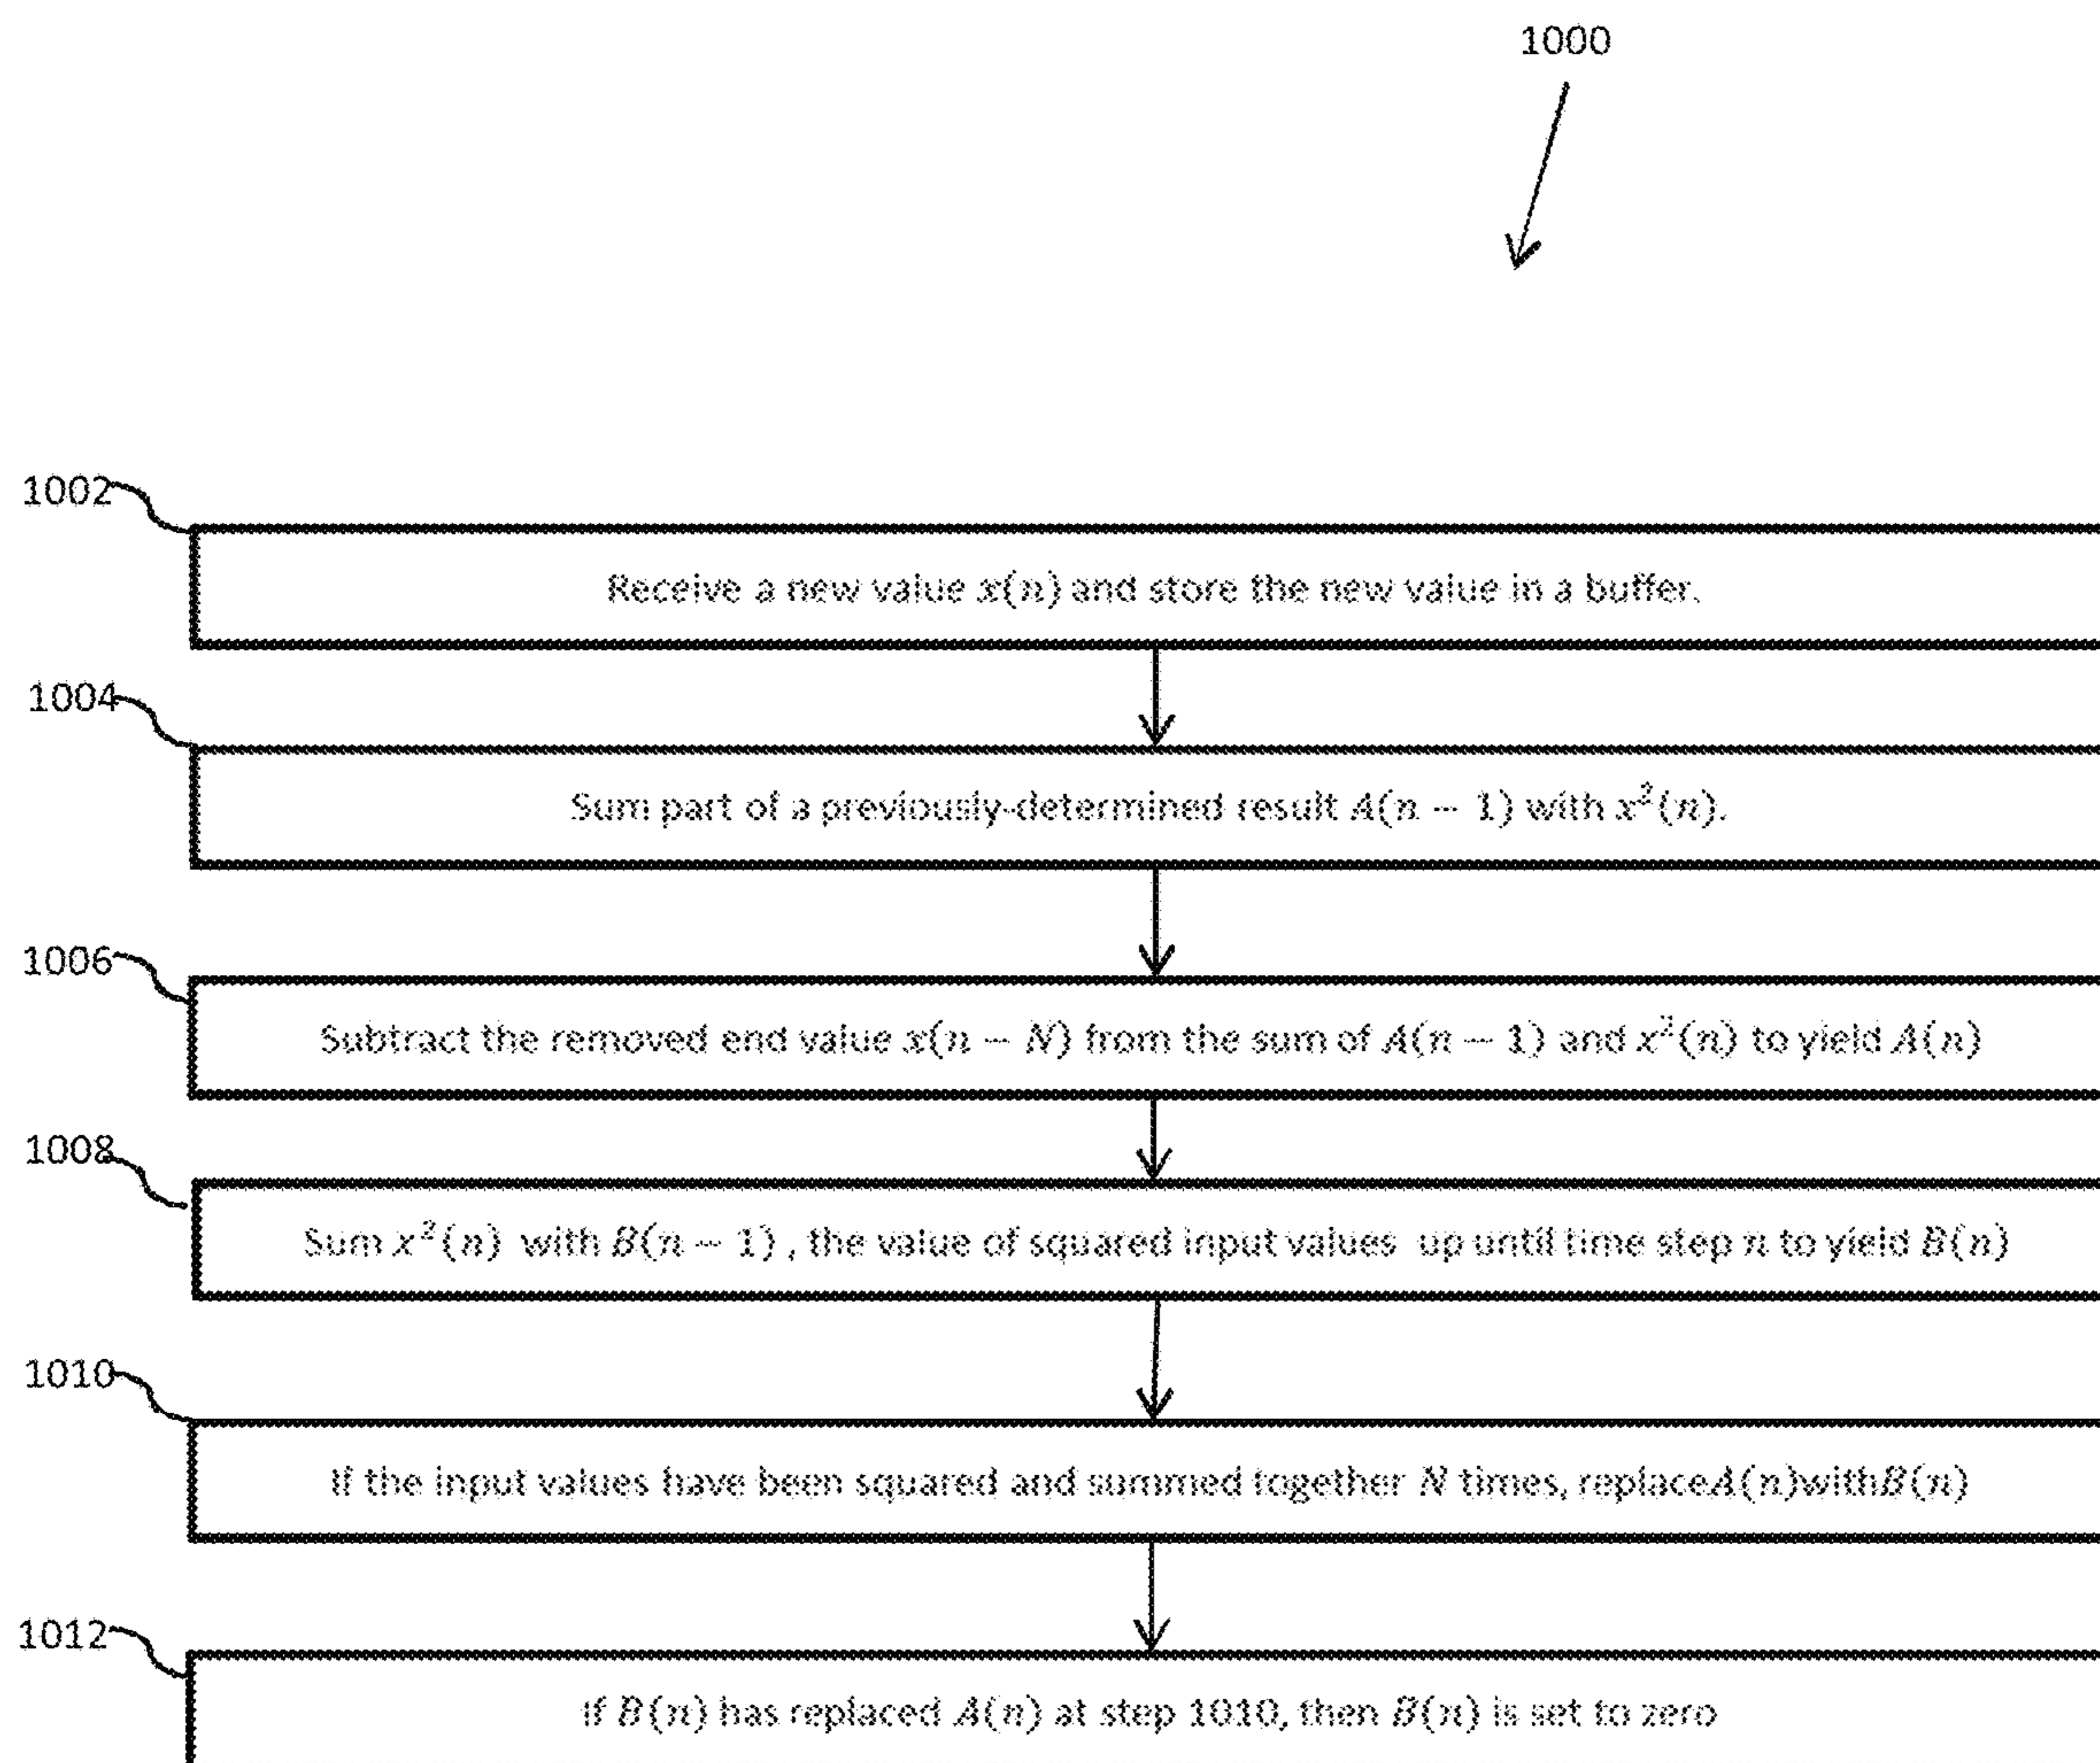 1000
1002
Receive a new value x(n) and store the new value in a buffer.
1004
Sum part of a previously-determined result A(n − 1) with x²(n).
1006
Subtract the removed end value x(n − N) from the sum of A(n − 1) and x²(n) to yield A(n)
1008
Sum x²(n) with B(n − 1) , the value of squared input values up until time step n to yield B(n)
1010
If the input values have been squared and summed together N times, replaceA(n)withB(n)
1012
If B(n) has replaced A(n) at step 1010, then B(n) is set to zero